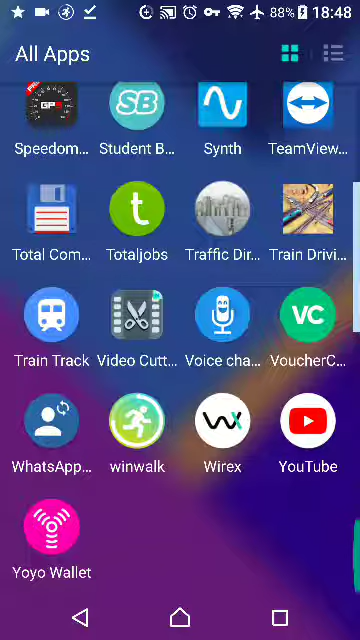 88% 18:48
All Apps
PRO
GPS
SB
Speedom... Student B... Synth TeamView...
t
Total Com... Totaljobs Traffic Dir... Train Drivi...
VC
Train Track Video Cutt... Voice cha... VoucherC...
WhatsApp... winwalk Wirex YouTube
Yoyo Wallet